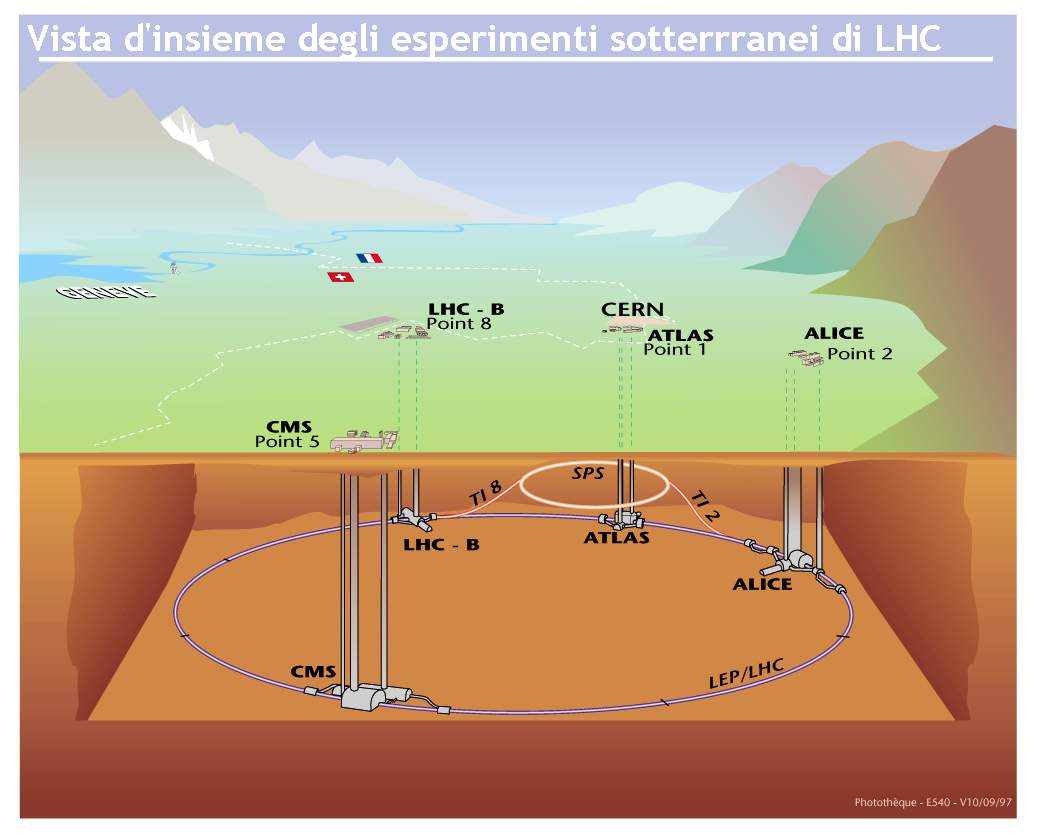 Vista d'insieme degli esperimenti sotterrranei di LHC
GENEVE
LHC - B
Point 8
CERN
ATLAS
Point 1
ALICE
Point 2
CMS
Point 5
SPS
TI 8
TI 2
LHC - B
ATLAS
ALICE
CMS
LEP/LHC
Photothèque - E540 - V10/09/97